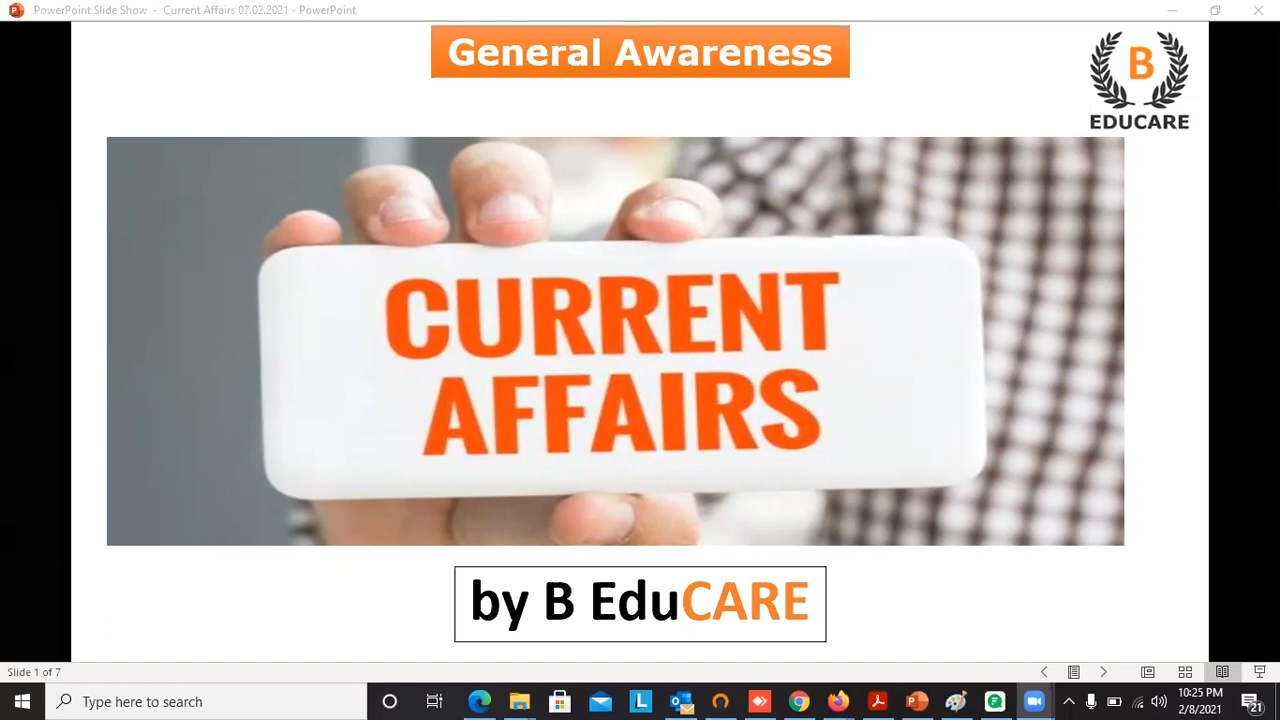 PowerPoint Slide Show - Current Affairs 07.02.2021 - PowerPoint
General Awareness
B
EDUCARE
CURRENT
AFFAIRS
by B EduCARE
Slide 1 of 7
Type here to search
L
10:25 PM
2/8/2021
21